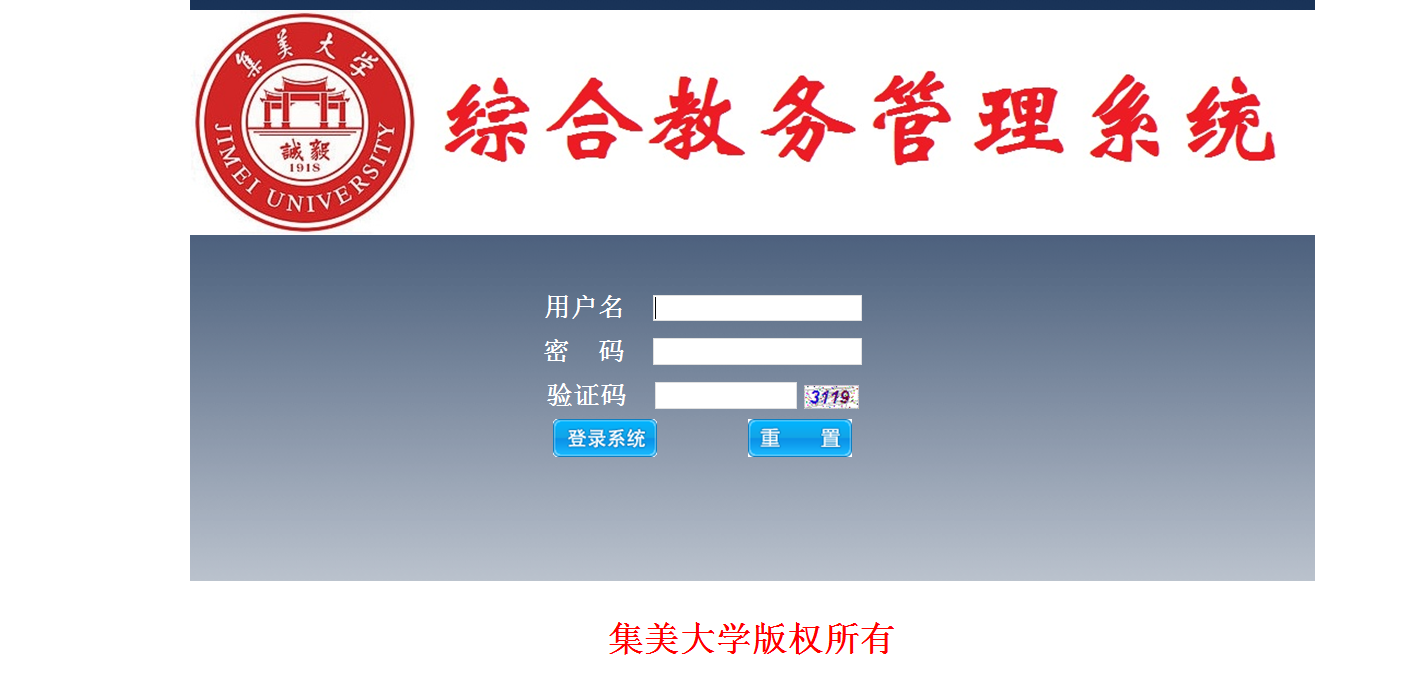 集美大学
誠毅
1918
JIMEI UNIVERSITY
综合教务管理系统
用户名
密 码
验证码 3119
登录系统 重 置
集美大学版权所有